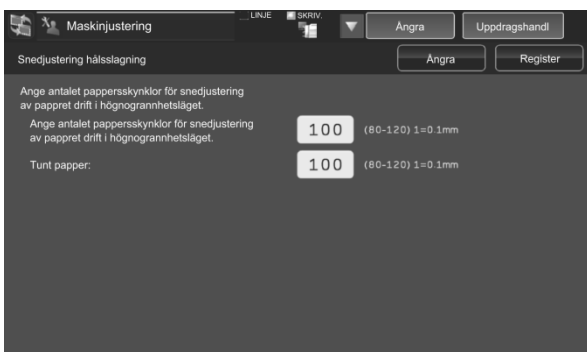 Maskinjustering
LINJE
SKRIV.
Ångra
Uppdragshandl
Snedjustering hålsslagning
Ångra
Register
Ange antalet pappersskynklor för snedjustering
av pappret drift i högnogrannhetsläget.
Ange antalet pappersskynklor för snedjustering
100
(80-120) 1=0.1mm
av pappret drift i högnogrannhetsläget.
Tunt papper:
100
(80-120) 1=0.1mm